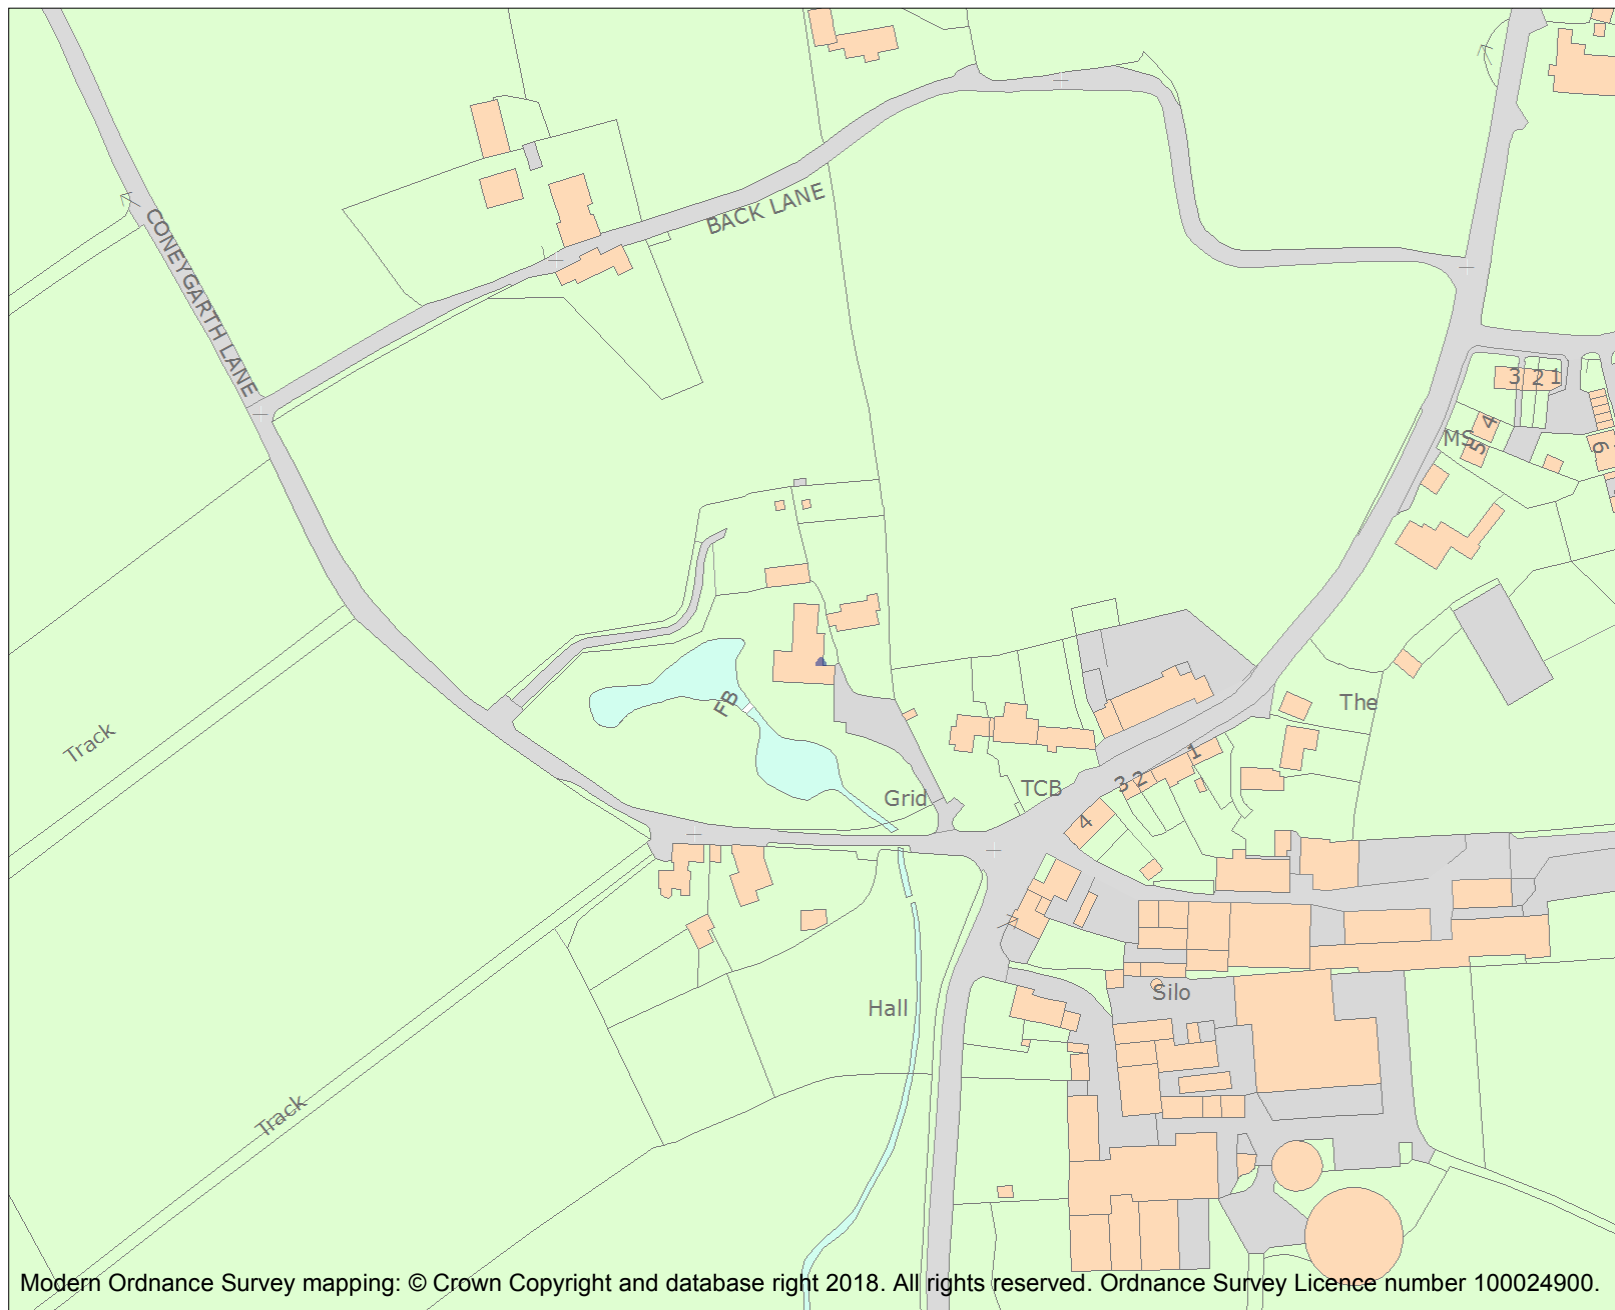 BACK LANE
CONEYGARTH LANE
3 2 1
4
MS
5
6
The
FB
Track
1
3 2
TCB
Grid
4
Silo
Hall
Track
Modern Ordnance Survey mapping: © Crown Copyright and database right 2018. All rights reserved. Ordnance Survey Licence number 100024900.